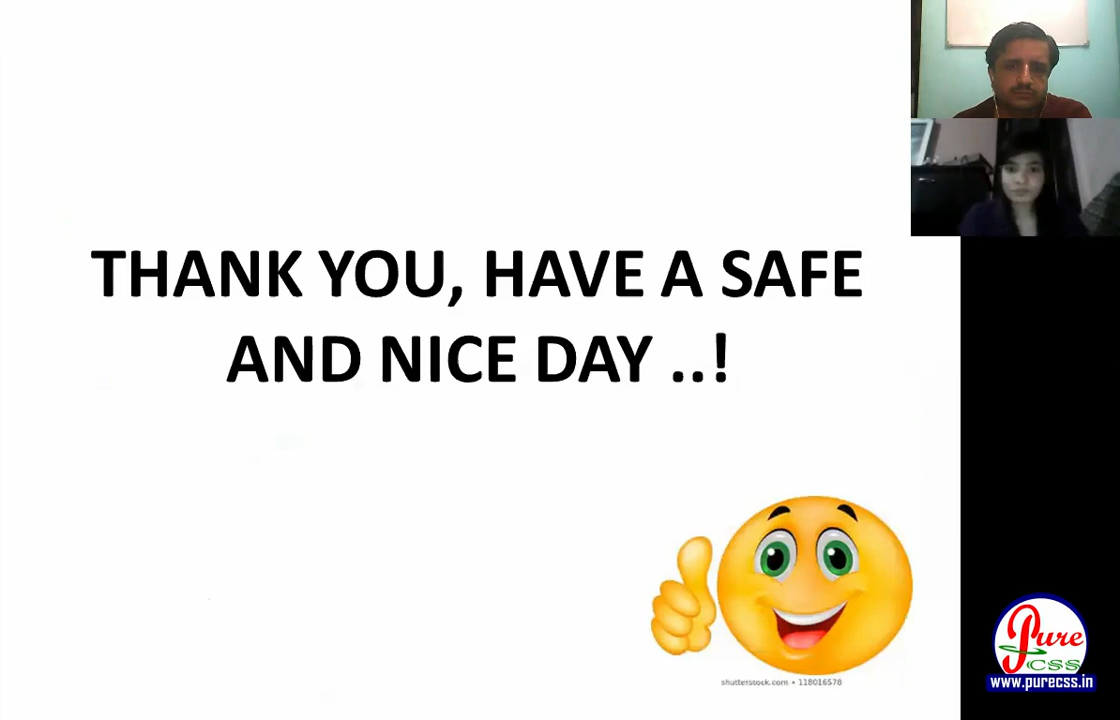 THANK YOU, HAVE A SAFE
AND NICE DAY ..!
shutterstock.com • 118016578
Pure
CSS
www.purecss.in